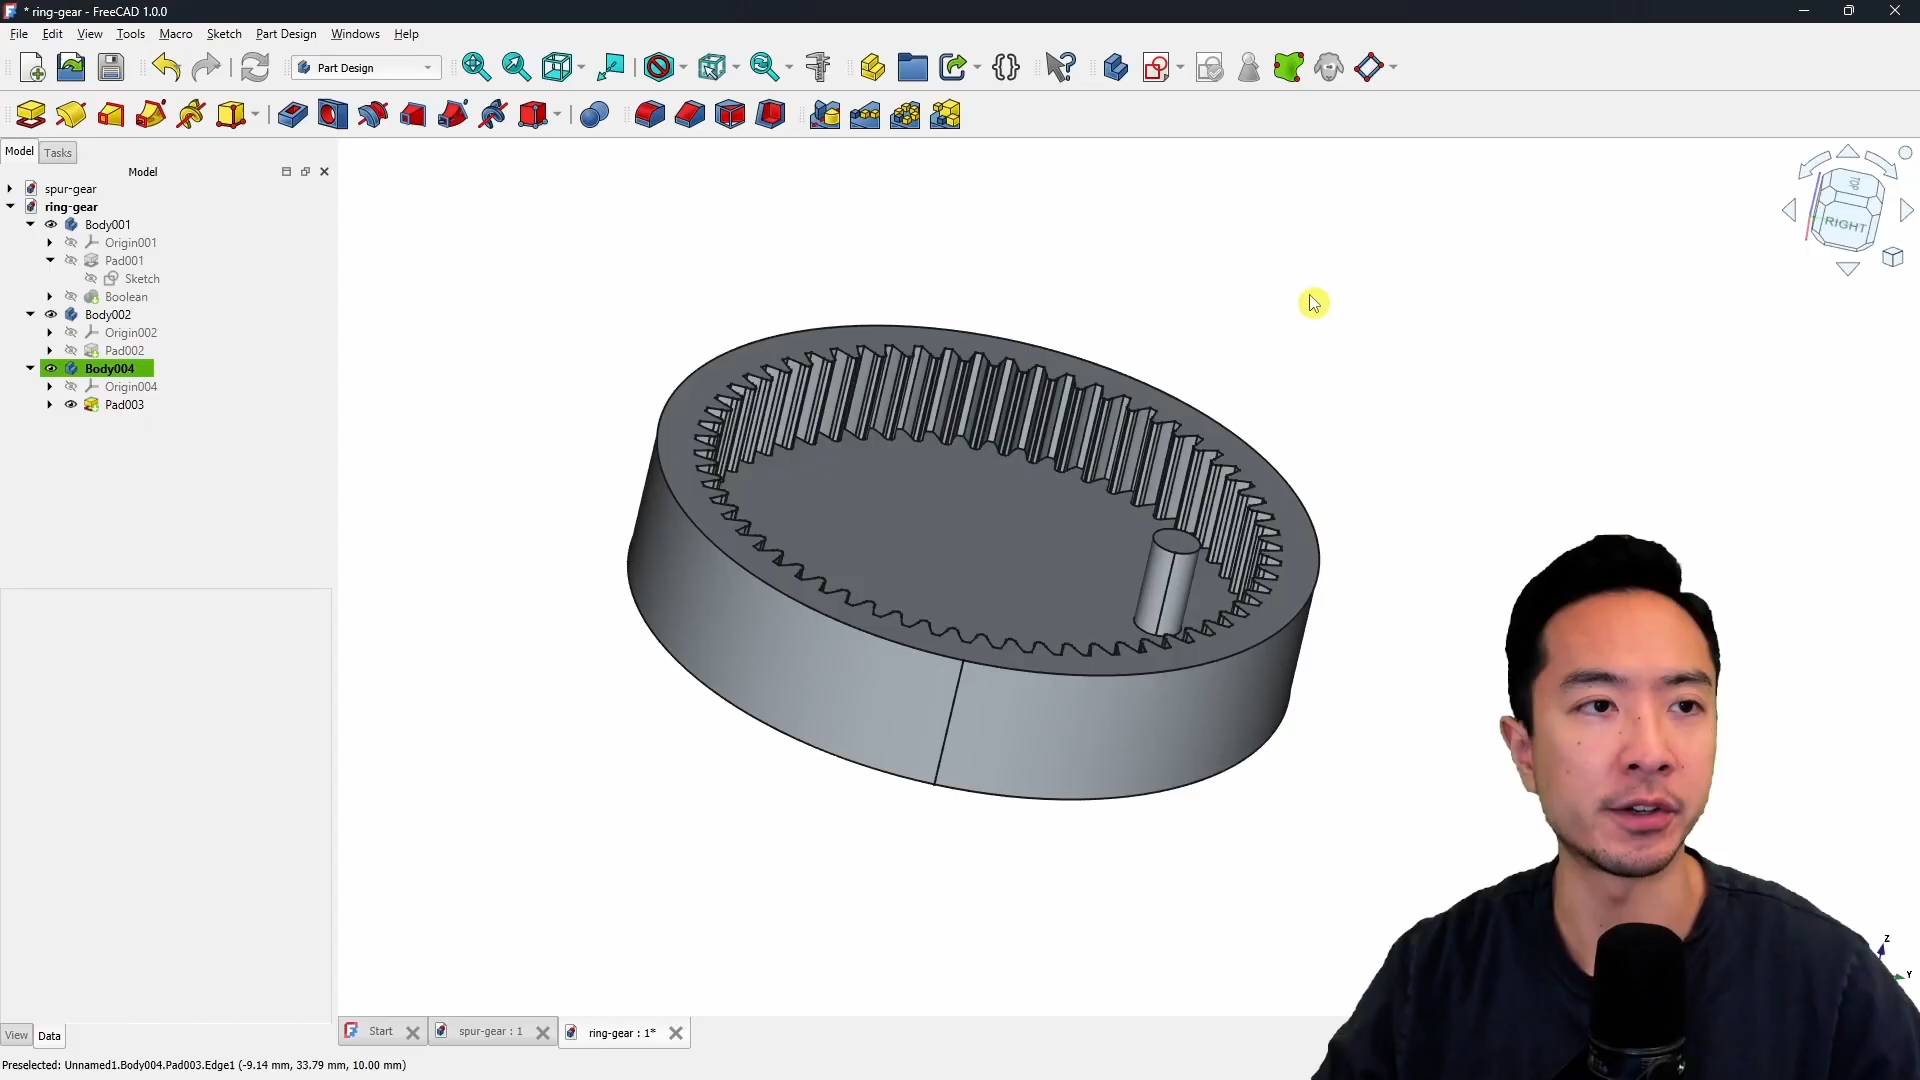 * ring-gear - FreeCAD 1.0.0
File Edit View Tools Macro Sketch Part Design Windows Help
Part Design
Model Tasks
Model
spur-gear
ring-gear
Body001
Origin001
Pad001
Sketch
Boolean
Body002
Origin002
Pad002
Body004
Origin004
Pad003
TOP
RIGHT
Z
Y
View Data
Start spur-gear : 1 ring-gear : 1*
Preselected: Unnamed1.Body004.Pad003.Edge1 (-9.14 mm, 33.79 mm, 10.00 mm)